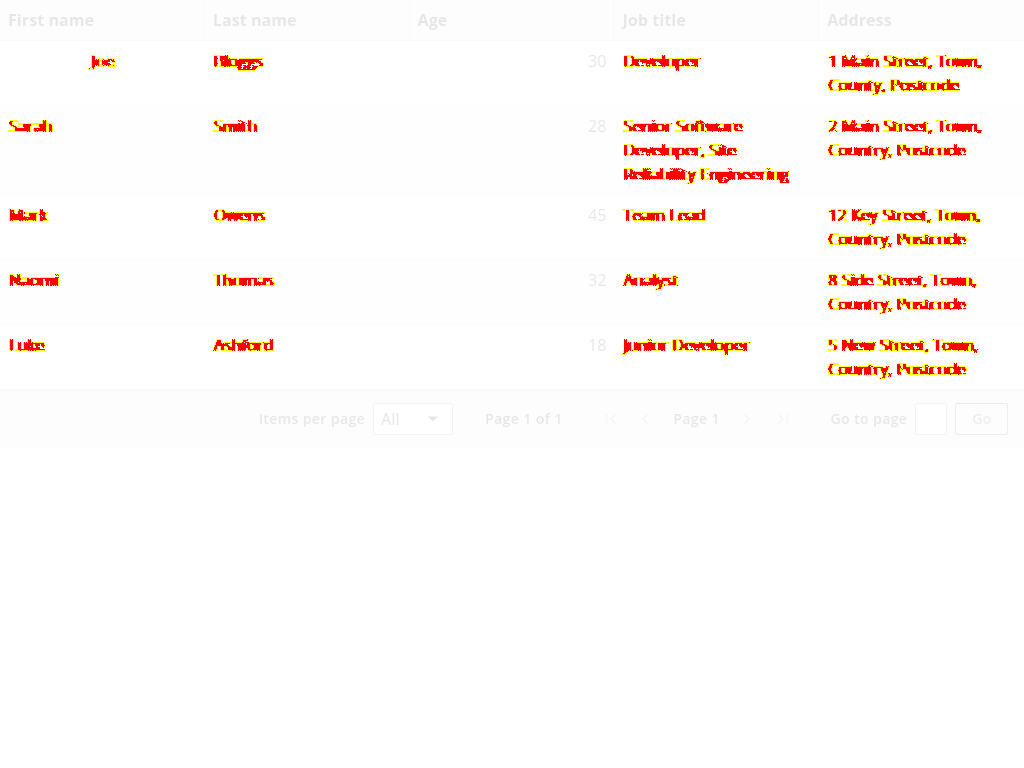 First name Last name Age Job title Address
Joe Bloggs 30 Developer 1 Main Street, Town,
County, Postcode
Sarah Smith 28 Senior Software 2 Main Street, Town,
Developer, Site Country, Postcode
Reliability Engineering
Mark Owens 45 Team Lead 12 Key Street, Town,
Country, Postcode
Naomi Thomas 32 Analyst 8 Side Street, Town,
Country, Postcode
Luke Ashford 18 Junior Developer 5 New Street, Town,
Country, Postcode
Items per page All Page 1 of 1 Page 1 Go to page Go